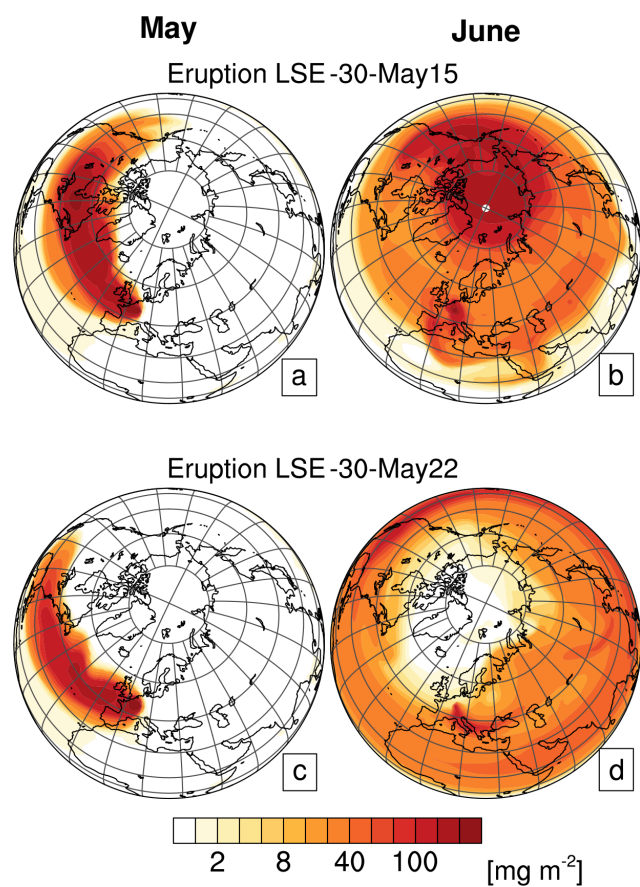 May June
Eruption LSE-30-May15
a b
Eruption LSE-30-May22
c d
2 8 40 100 [mg m⁻²]